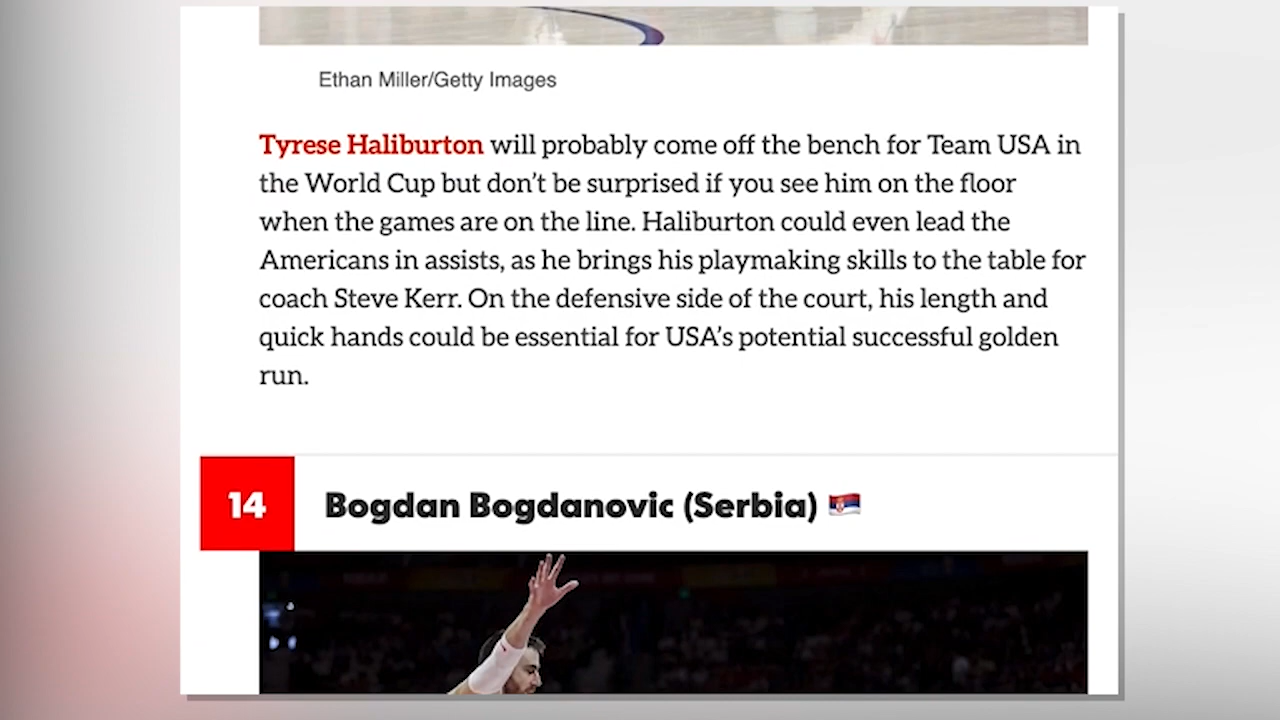 Ethan Miller/Getty Images
Tyrese Haliburton will probably come off the bench for Team USA in
the World Cup but don’t be surprised if you see him on the floor
when the games are on the line. Haliburton could even lead the
Americans in assists, as he brings his playmaking skills to the table for
coach Steve Kerr. On the defensive side of the court, his length and
quick hands could be essential for USA’s potential successful golden
run.
14
Bogdan Bogdanovic (Serbia) 🇷🇸